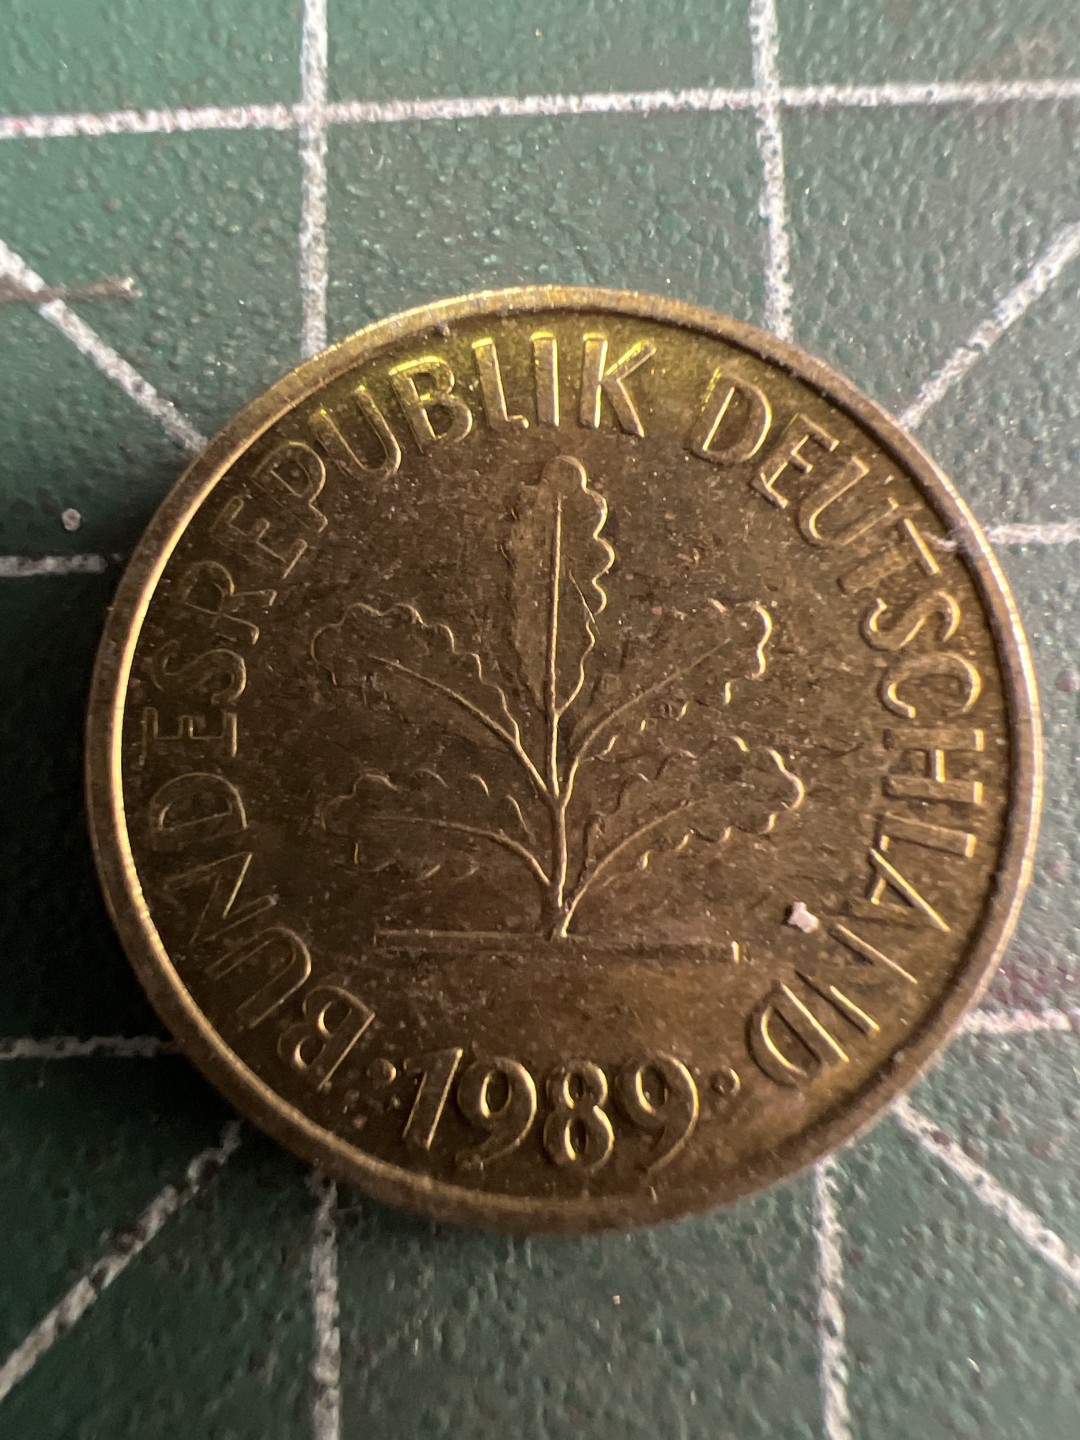 BUNDESREPUBLIK DEUTSCHLAND
· 1989 ·